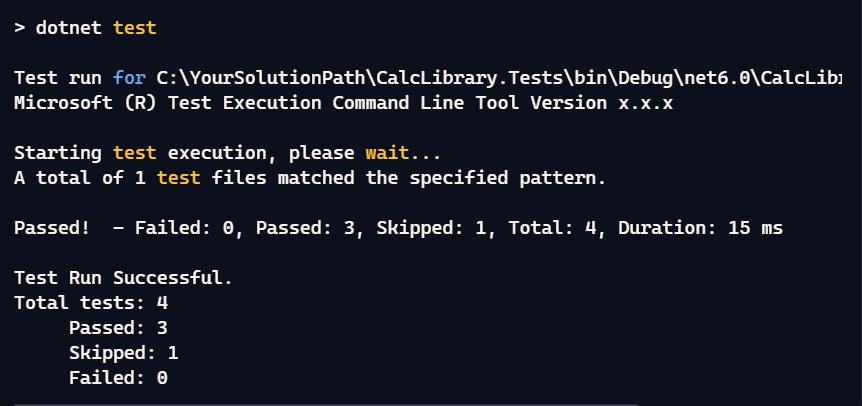 > dotnet test
Test run for C:\YourSolutionPath\CalcLibrary.Tests\bin\Debug\net6.0\CalcLib
Microsoft (R) Test Execution Command Line Tool Version x.x.x
Starting test execution, please wait...
A total of 1 test files matched the specified pattern.
Passed!  - Failed: 0, Passed: 3, Skipped: 1, Total: 4, Duration: 15 ms
Test Run Successful.
Total tests: 4
     Passed: 3
     Skipped: 1
     Failed: 0